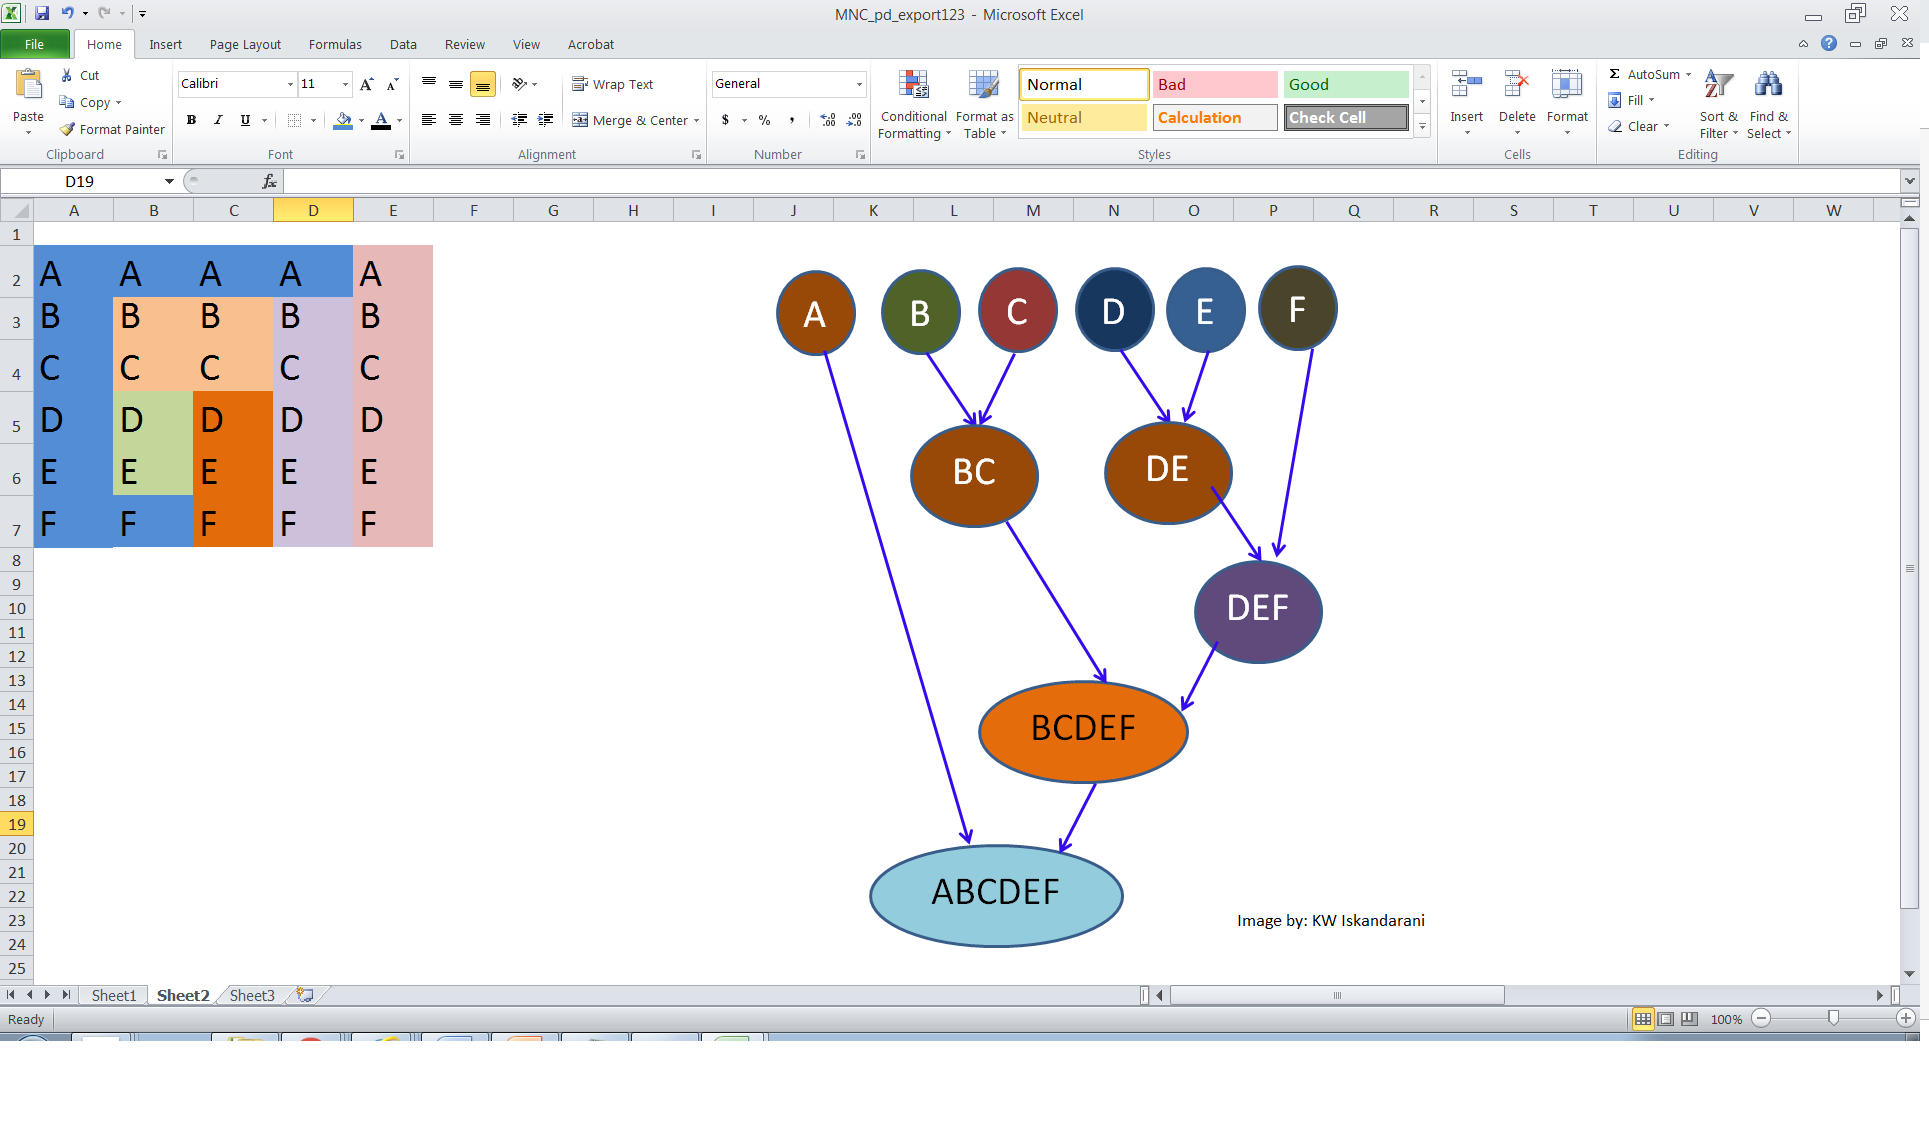 MNC_pd_export123 - Microsoft Excel
File Home Insert Page Layout Formulas Data Review View Acrobat
Paste
Cut
Copy
Format Painter
Clipboard
Calibri 11
B I U
Font
Wrap Text
Merge & Center
Alignment
General
$ % ,
Number
Conditional Formatting
Format as Table
Normal Bad Good
Neutral Calculation Check Cell
Styles
Insert Delete Format
Cells
Σ AutoSum
Fill
Clear
Sort & Filter
Find & Select
Editing
D19 fx
A B C D E F G H I J K L M N O P Q R S T U V W
1
2 A A A A A
3 B B B B B
4 C C C C C
5 D D D D D
6 E E E E E
7 F F F F F
8
9
10
11
12
13
14
15
16
17
18
19
20
21
22
23
24
25
A B C D E F
BC DE
DEF
BCDEF
ABCDEF
Image by: KW Iskandarani
Sheet1 Sheet2 Sheet3
Ready 100%